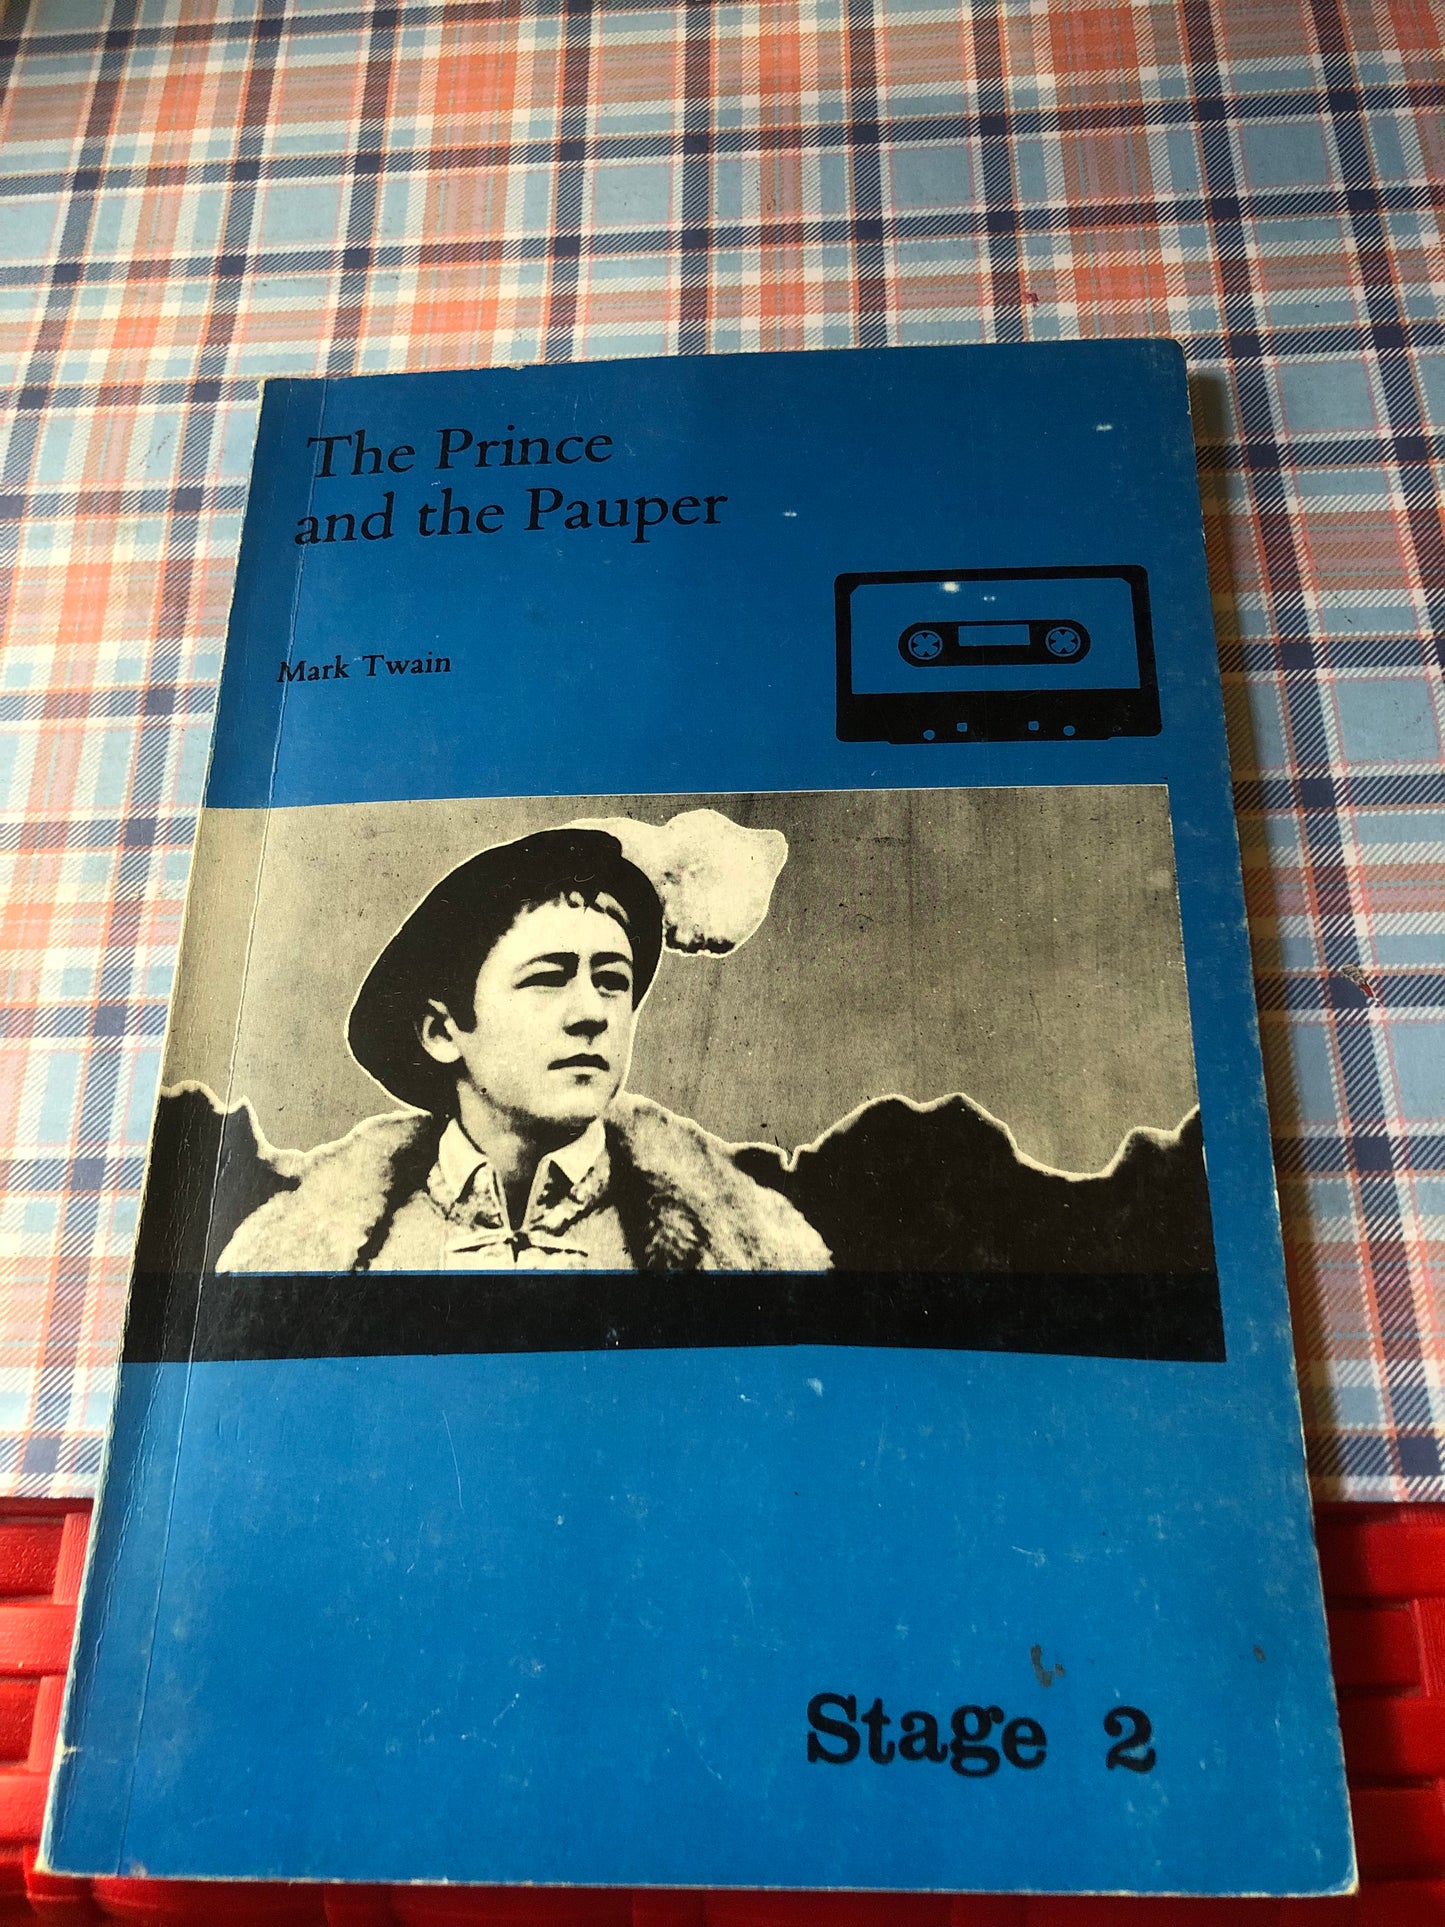 The Prince
and the Pauper
Mark Twain
Stage 2